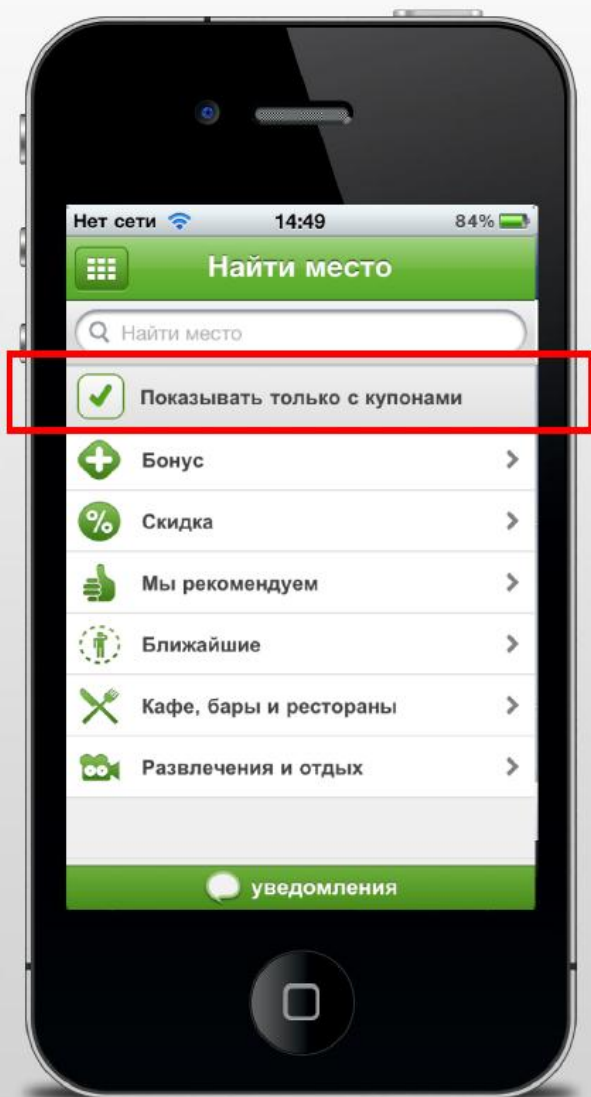 Нет сети 14:49 84%
Найти место
Найти место
Показывать только с купонами
Бонус
% Скидка
Мы рекомендуем
Ближайшие
Кафе, бары и рестораны
Развлечения и отдых
уведомления